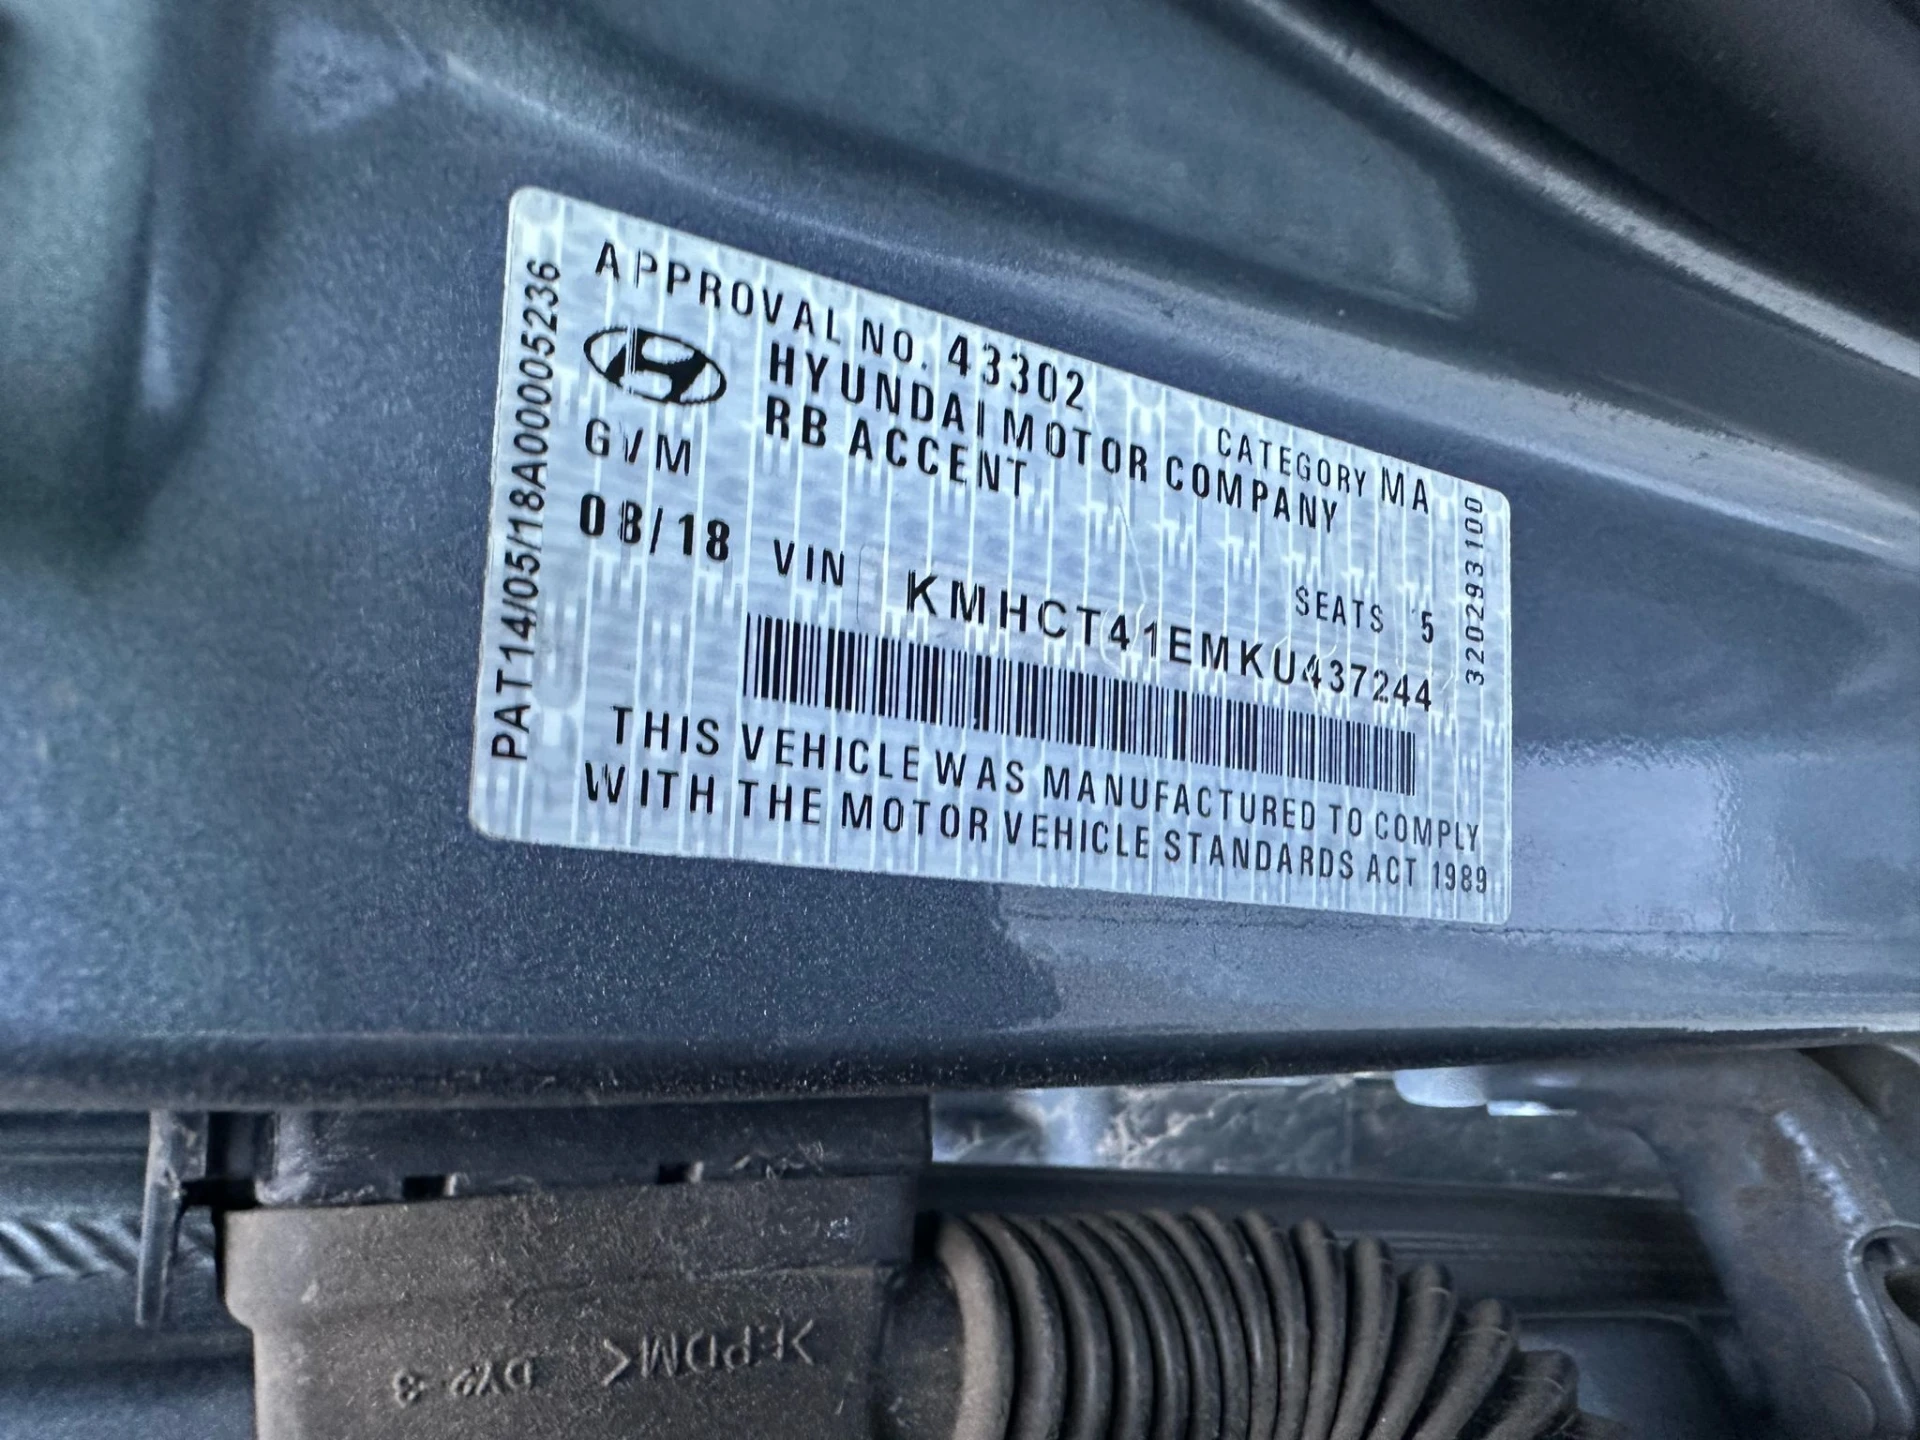 APPROVAL NO. 43302
CATEGORY MA
HYUNDAI MOTOR COMPANY
RB ACCENT
GVM
SEATS 5
08/18 VIN KMHCT41EMKU437244
THIS VEHICLE WAS MANUFACTURED TO COMPLY
WITH THE MOTOR VEHICLE STANDARDS ACT 1989
PAT14/05/18A00005236
320293100
>EPDM<